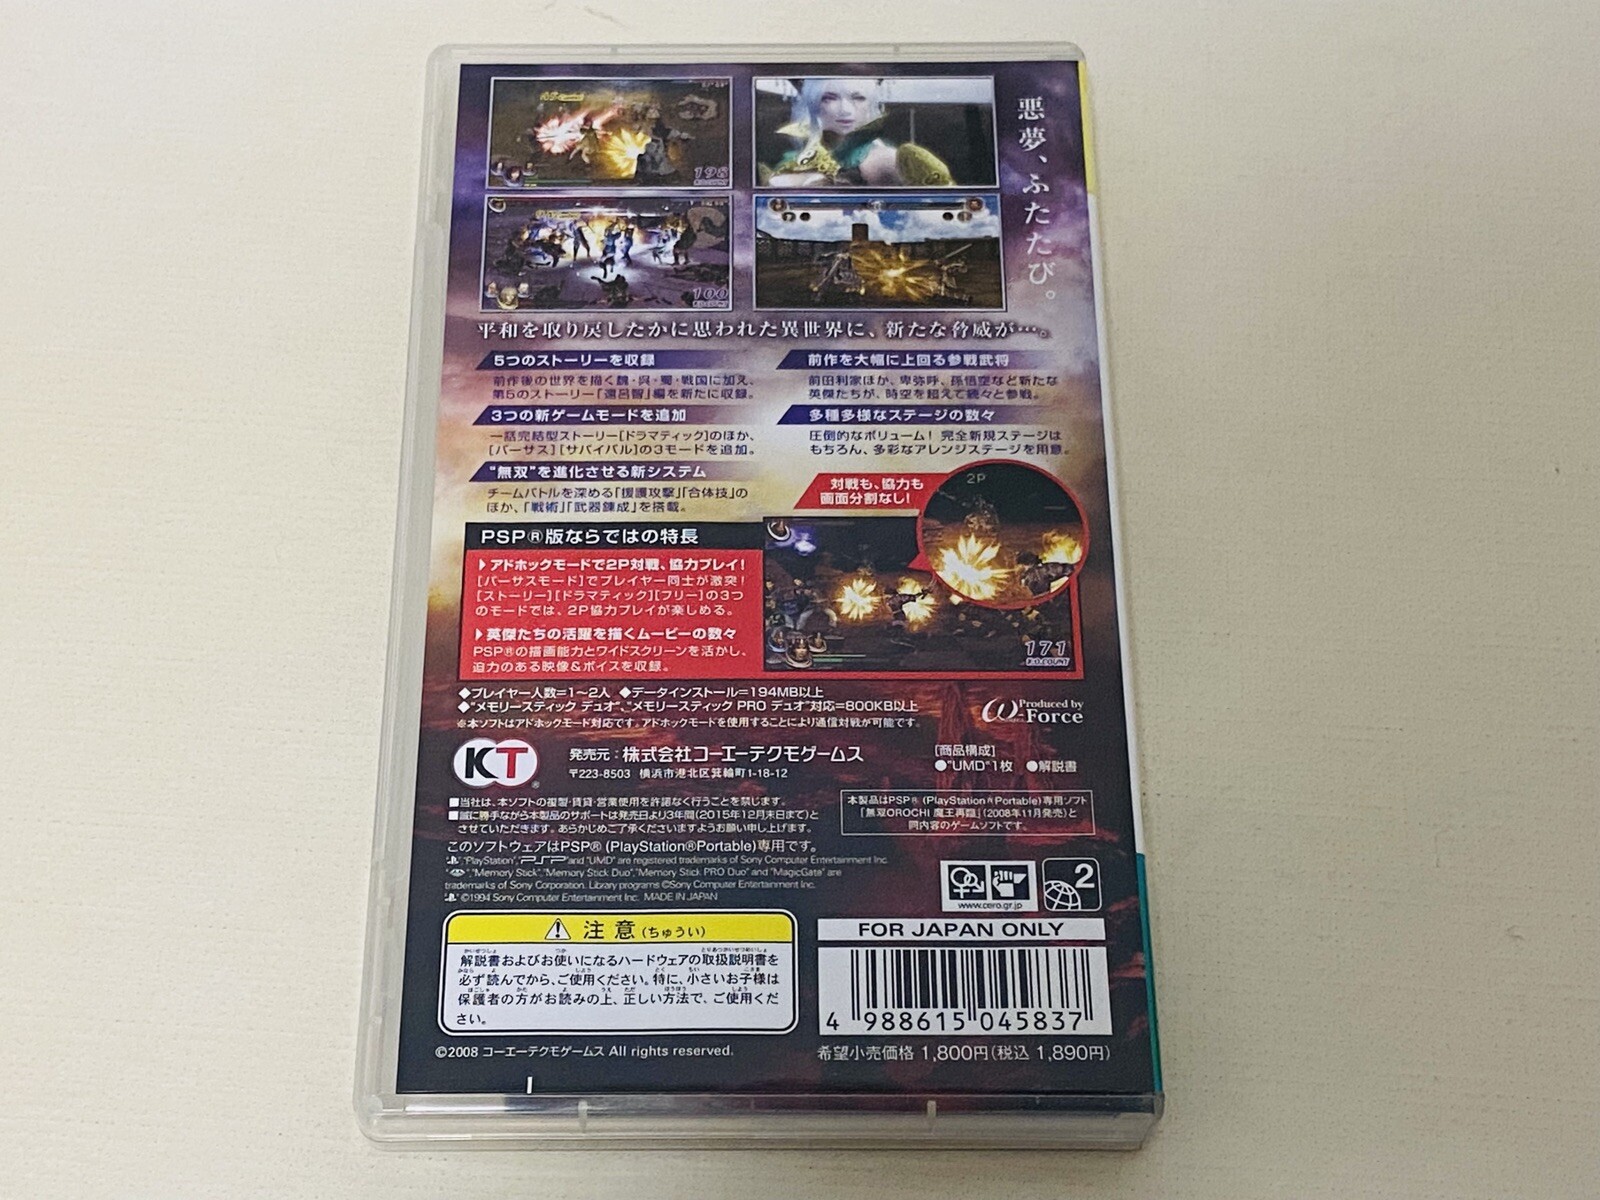 悪夢、ふたたび。
198
K.O.COUNT
100
K.O.COUNT
平和を取り戻したかに思われた異世界に、新たな脅威が…。
5つのストーリーを収録
前作後の世界を描く魏・呉・蜀・戦国に加え、
第5のストーリー「遠呂智」編を新たに収録。
3つの新ゲームモードを追加
一話完結型ストーリー[ドラマティック]のほか、
[バーサス][サバイバル]の3モードを追加。
“無双”を進化させる新システム
チームバトルを深める「援護攻撃」「合体技」の
ほか、「戦術」「武器錬成」を搭載。
前作を大幅に上回る参戦武将
前田利家ほか、卑弥呼、孫悟空など新たな
英傑たちが、時空を超えて続々と参戦。
多種多様なステージの数々
圧倒的なボリューム！完全新規ステージは
もちろん、多彩なアレンジステージを用意。
対戦も、協力も
画面分割なし!
2P
PSP®版ならではの特長
アドホックモードで2P対戦、協力プレイ!
[バーサスモード]でプレイヤー同士が激突!
[ストーリー][ドラマティック][フリー]の3つ
のモードでは、2P協力プレイが楽しめる。
英傑たちの活躍を描くムービーの数々
PSP®の描画能力とワイドスクリーンを活かし、
迫力のある映像&ボイスを収録。
171
K.O.COUNT
◆プレイヤー人数=1〜2人 ◆データインストール=194MB以上
◆“メモリースティック デュオ”、“メモリースティック PRO デュオ”対応=800KB以上
※本ソフトはアドホックモード対応です。アドホックモードを使用することにより通信対戦が可能です。
Produced by
ω-Force
KT®
発売元：株式会社コーエーテクモゲームス
〒223-8503 横浜市港北区箕輪町1-18-12
[商品構成]
●“UMD”1枚 ●解説書
■当社は、本ソフトの複製・賃貸・営業使用を許諾なく行うことを禁じます。
■誠に勝手ながら本製品のサポートは発売日より3年間(2015年12月末日まで)と
させていただきます。あらかじめご了承くださいますようお願い申し上げます。
本製品はPSP®(PlayStation®Portable)専用ソフト
「無双OROCHI 魔王再臨」(2008年11月発売)と
同内容のゲームソフトです。
このソフトウェアはPSP®(PlayStation®Portable)専用です。
“PlayStation”,“PSP”and “UMD” are registered trademarks of Sony Computer Entertainment Inc.
“Memory Stick”,“Memory Stick Duo”,“Memory Stick PRO Duo” and “MagicGate” are
trademarks of Sony Corporation. Library programs ©Sony Computer Entertainment Inc.
©1994 Sony Computer Entertainment Inc. MADE IN JAPAN
www.cero.gr.jp
2
注意(ちゅうい)
解説書およびお使いになるハードウェアの取扱説明書を
必ず読んでから、ご使用ください。特に、小さいお子様は
保護者の方がお読みの上、正しい方法で、ご使用くだ
さい。
FOR JAPAN ONLY
4 988615 045837
©2008 コーエーテクモゲームス All rights reserved.
希望小売価格 1,800円(税込 1,890円)